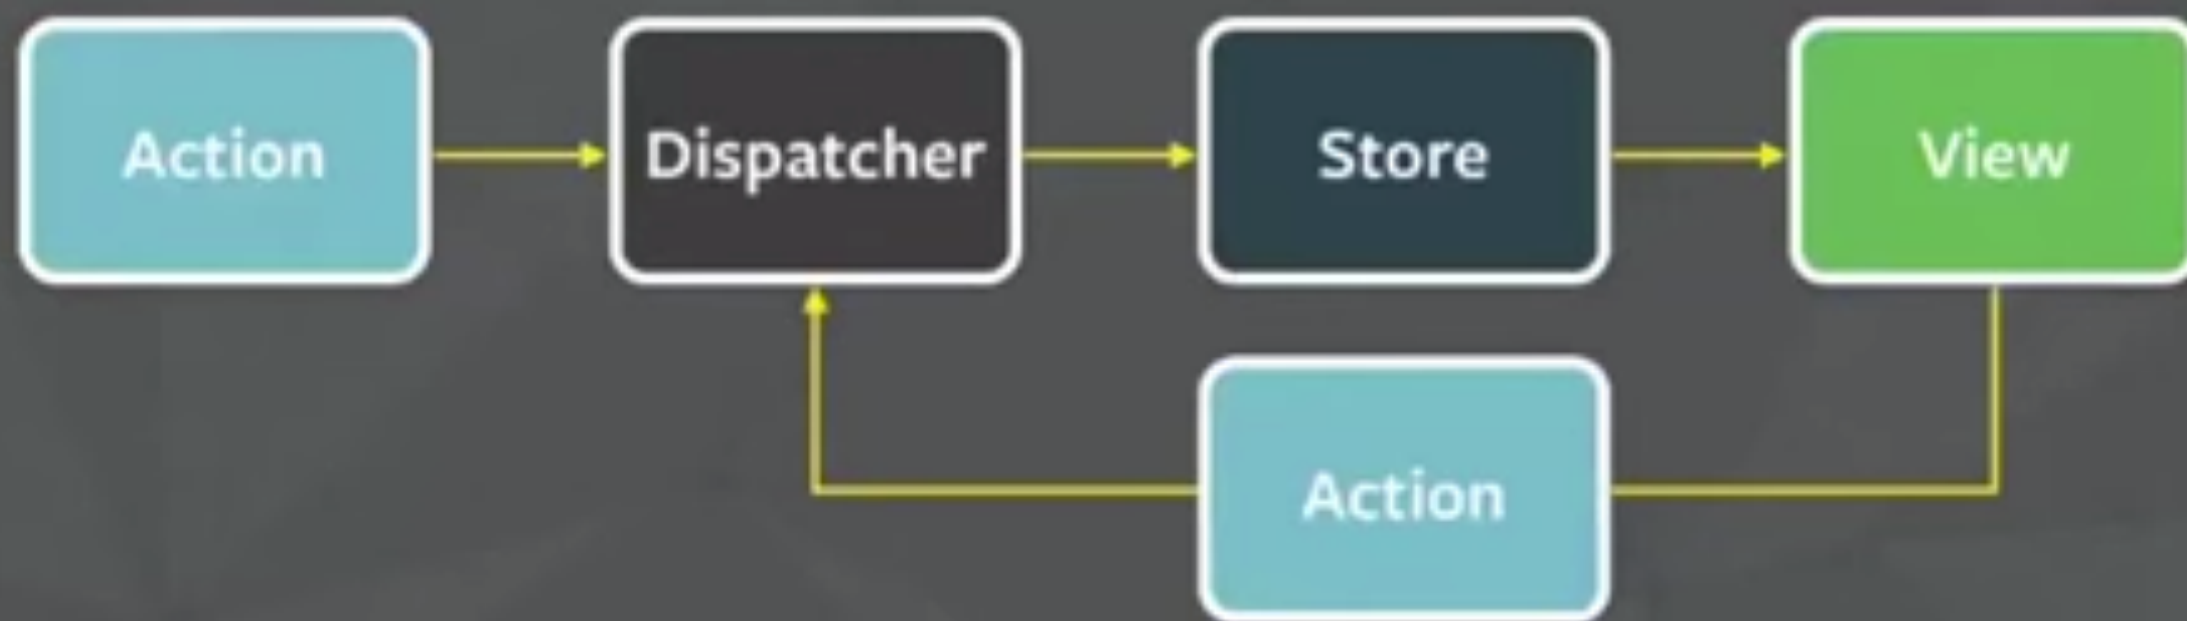 Action
Dispatcher
Store
View
Action